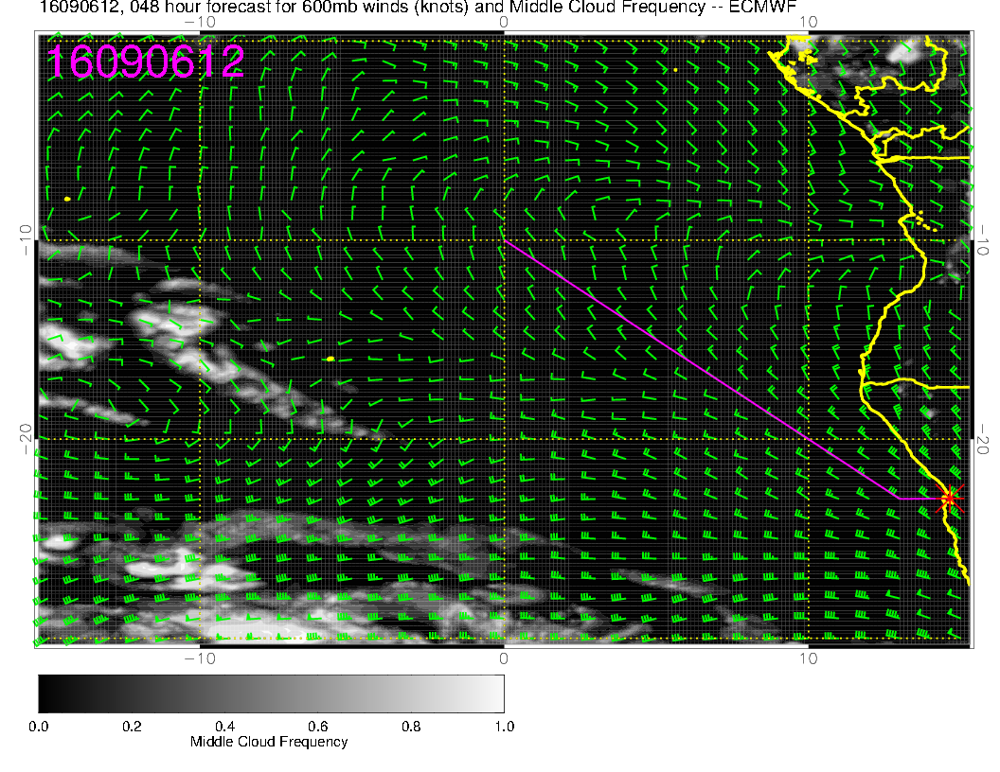 16090612, 048 hour forecast for 600mb winds (knots) and Middle Cloud Frequency -- ECMWF
−10 0 10
16090612
−10 −10
−20 −20
−10 0 10
0.0 0.2 0.4 0.6 0.8 1.0
Middle Cloud Frequency